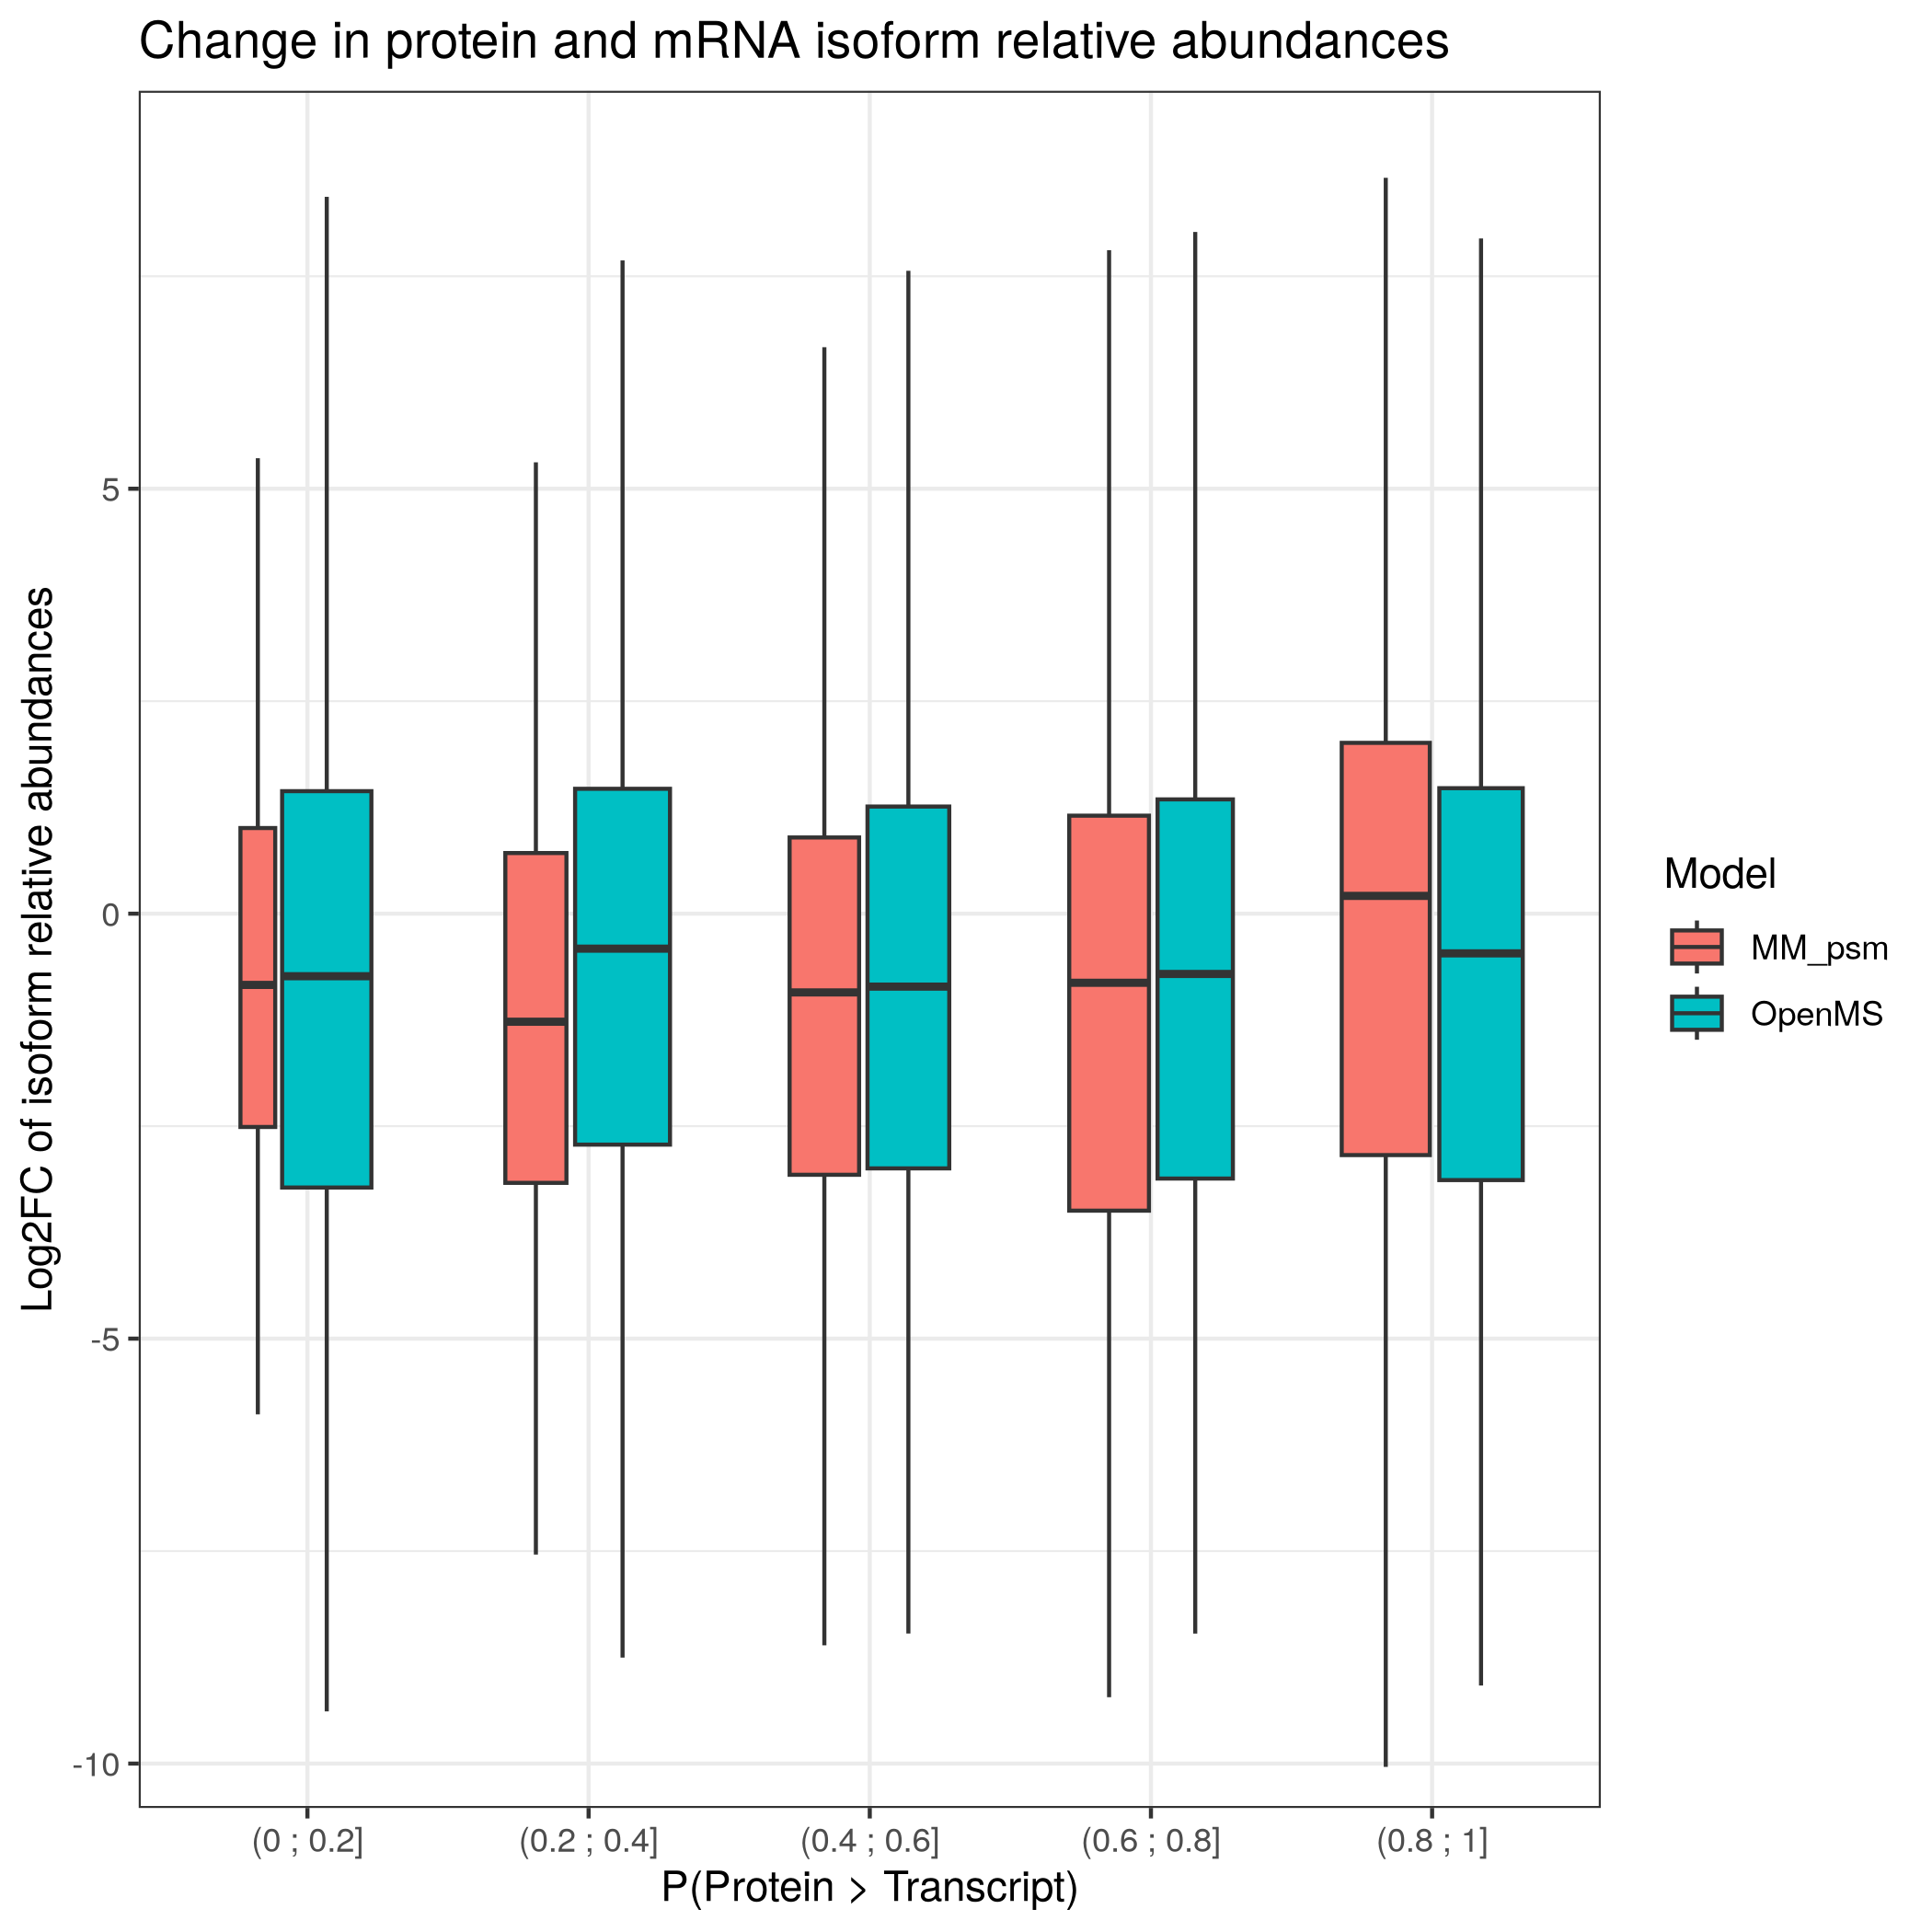 Change in protein and mRNA isoform relative abundances
Log2FC of isoform relative abundances
5
0
-5
-10
(0 ; 0.2]
(0.2 ; 0.4]
(0.4 ; 0.6]
(0.6 ; 0.8]
(0.8 ; 1]
P(Protein > Transcript)
Model
MM_psm
OpenMS